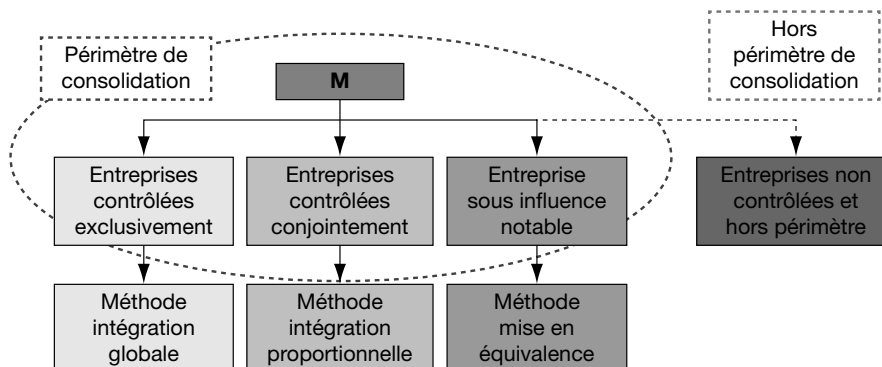 Périmètre de
consolidation
M
Hors
périmètre de
consolidation
Entreprises
contrôlées
exclusivement
Entreprises
contrôlées
conjointement
Entreprise
sous influence
notable
Entreprises non
contrôlées et
hors périmètre
Méthode
intégration
globale
Méthode
intégration
proportionnelle
Méthode
mise en
équivalence